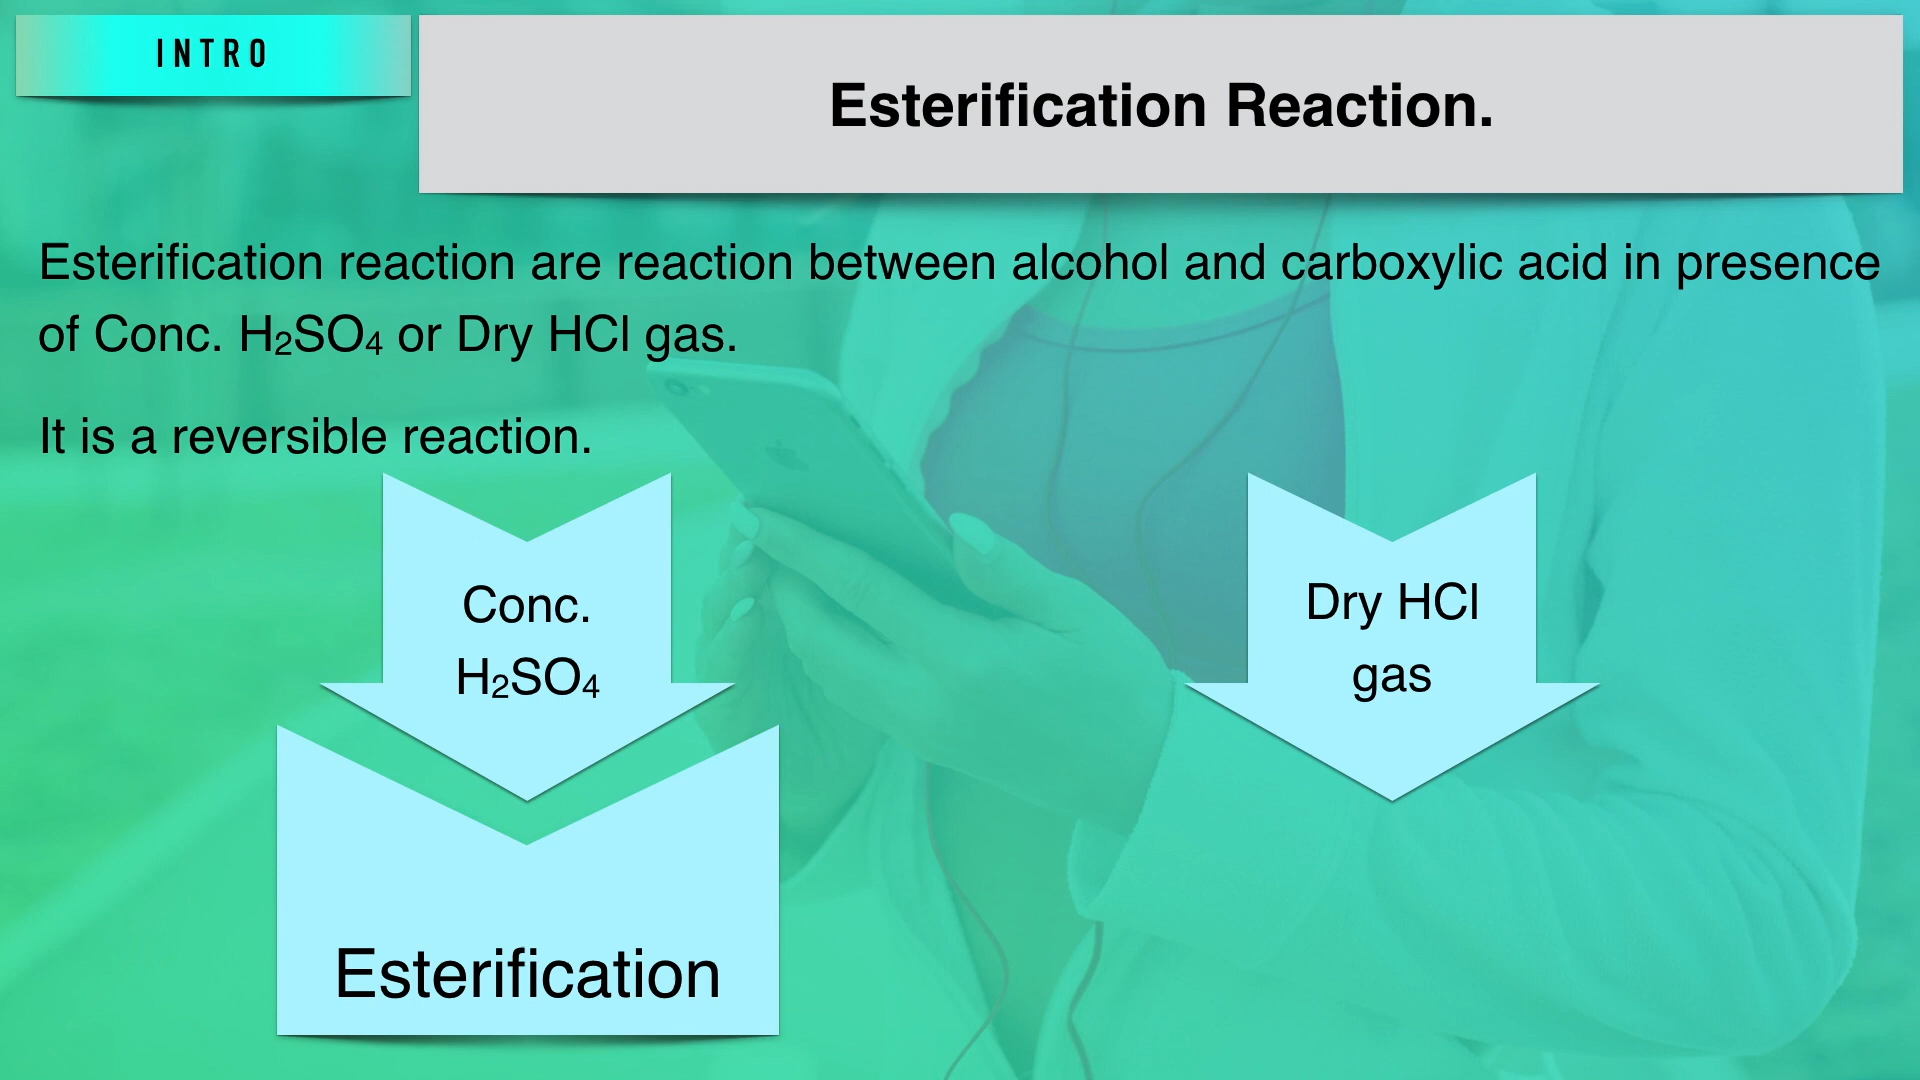 INTRO
Esterification Reaction.
Esterification reaction are reaction between alcohol and carboxylic acid in presence
of Conc. H₂SO₄ or Dry HCl gas.
It is a reversible reaction.
Conc.
H₂SO₄
Dry HCl
gas
Esterification